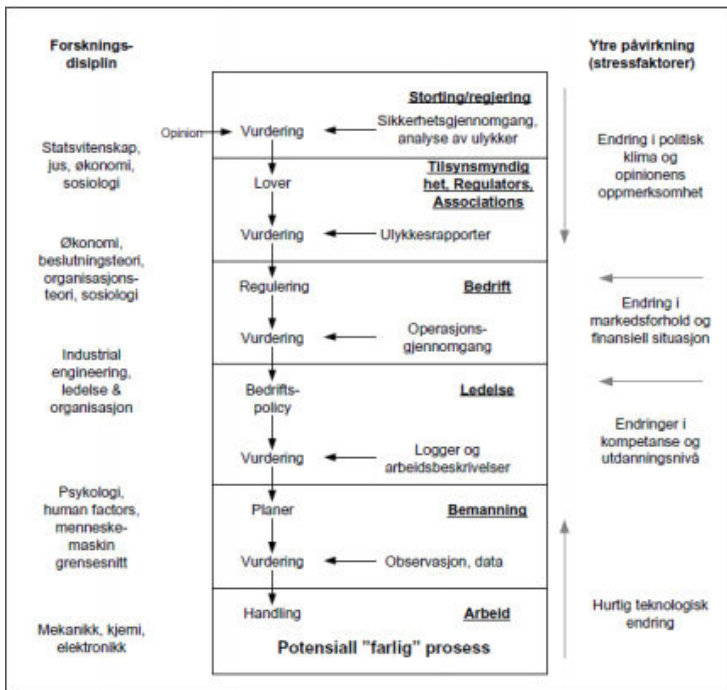 Forsknings-
disiplin
Statsvitenskap,
jus, økonomi,
sosiologi
Økonomi,
beslutningsteori,
organisasjons-
teori, sosiologi
Industrial
engineering,
ledelse &
organisasjon
Psykologi,
human factors,
menneske-
maskin
grensesnitt
Mekanikk, kjemi,
elektronikk
Storting/regjering
Opinion
Vurdering
Sikkerhetsgjennomgang,
analyse av ulykker
Lover
Tilsynsmyndig
het, Regulators,
Associations
Vurdering
Ulykkesrapporter
Regulering
Bedrift
Vurdering
Operasjons-
gjennomgang
Bedrifts-
policy
Ledelse
Vurdering
Logger og
arbeidsbeskrivelser
Planer
Bemanning
Vurdering
Observasjon, data
Handling
Arbeid
Potensiall "farlig" prosess
Ytre påvirkning
(stressfaktorer)
Endring i politisk
klima og
opinionens
oppmerksomhet
Endring i
markedsforhold og
finansiell situasjon
Endringer i
kompetanse og
utdanningsnivå
Hurtig teknologisk
endring